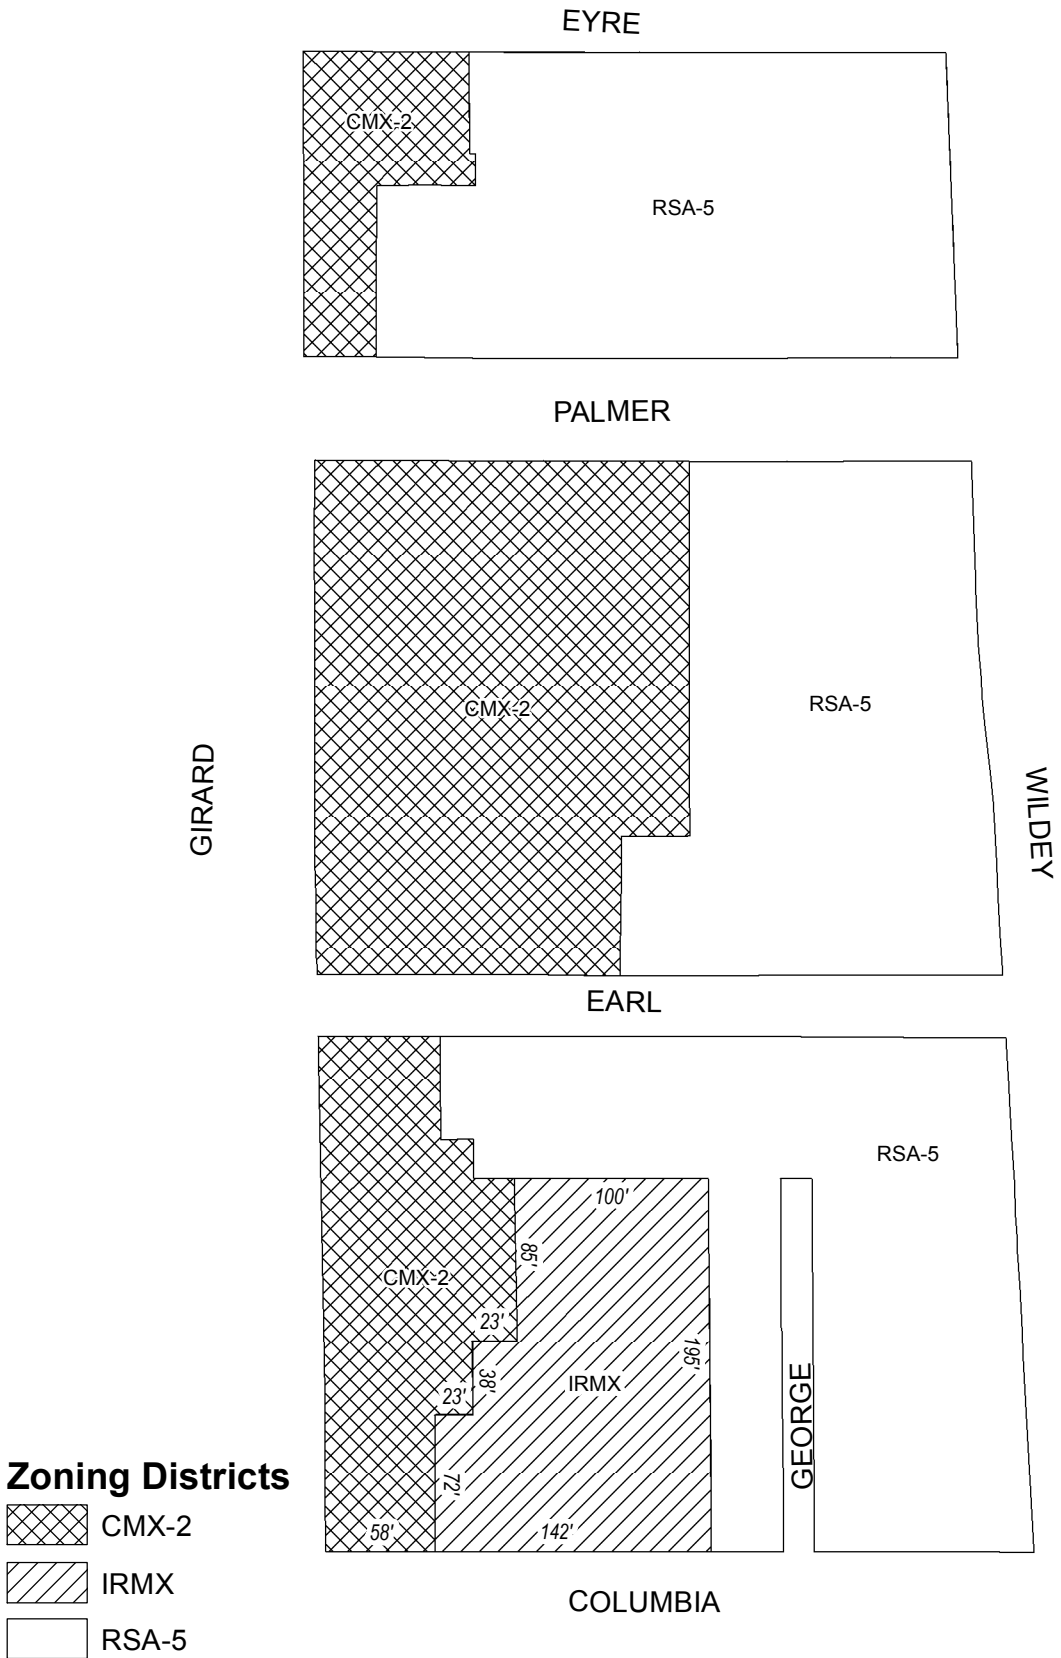 EYRE
CMX-2
RSA-5
PALMER
CMX-2
RSA-5
GIRARD
WILDEY
EARL
RSA-5
100'
85'
CMX-2
23'
195'
38'
IRMX
23'
GEORGE
72'
58'
142'
COLUMBIA
Zoning Districts
CMX-2
IRMX
RSA-5